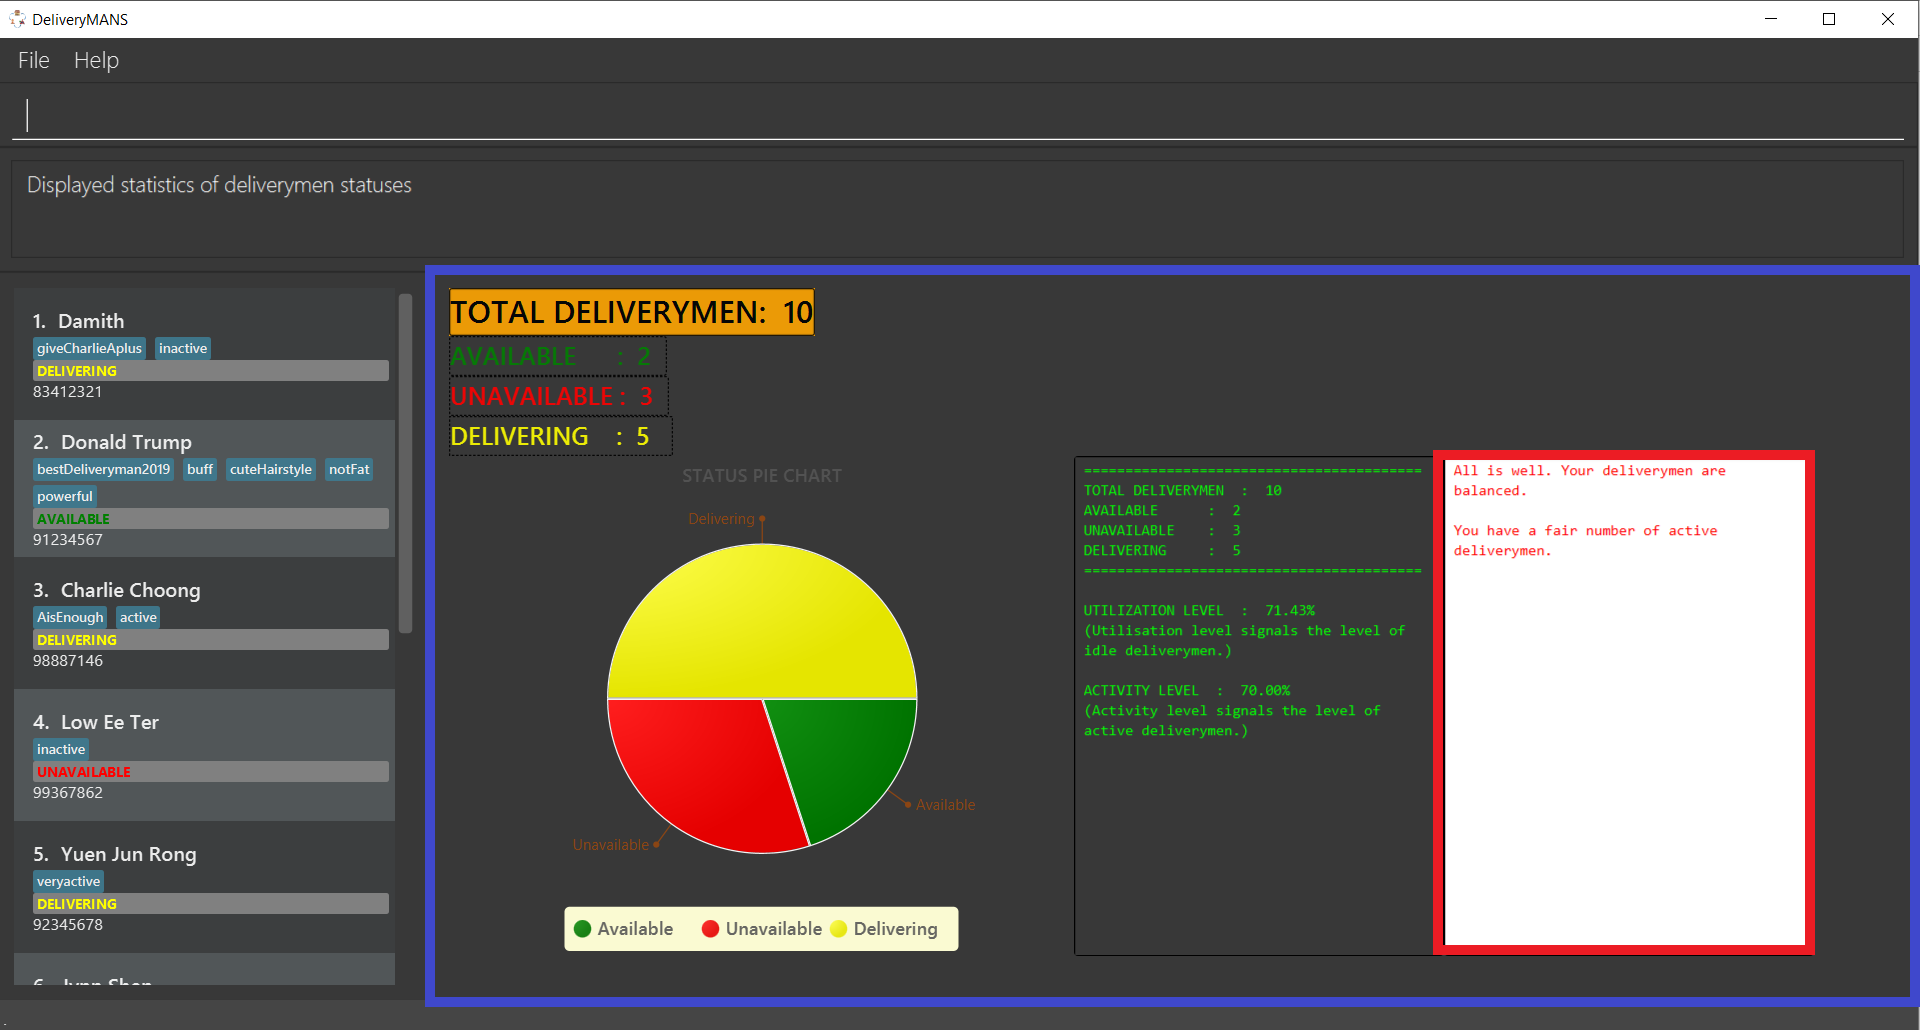 DeliveryMANS
File Help
Displayed statistics of deliverymen statuses
1. Damith
giveCharlieAplus inactive
DELIVERING
83412321
2. Donald Trump
bestDeliveryman2019 buff cuteHairstyle notFat
powerful
AVAILABLE
91234567
3. Charlie Choong
AisEnough active
DELIVERING
98887146
4. Low Ee Ter
inactive
UNAVAILABLE
99367862
5. Yuen Jun Rong
veryactive
DELIVERING
92345678
TOTAL DELIVERYMEN: 10
AVAILABLE : 2
UNAVAILABLE : 3
DELIVERING : 5
STATUS PIE CHART
Delivering
Available
Unavailable
Available Unavailable Delivering
=========================================
TOTAL DELIVERYMEN : 10
AVAILABLE : 2
UNAVAILABLE : 3
DELIVERING : 5
=========================================
UTILIZATION LEVEL : 71.43%
(Utilisation level signals the level of
idle deliverymen.)
ACTIVITY LEVEL : 70.00%
(Activity level signals the level of
active deliverymen.)
All is well. Your deliverymen are
balanced.
You have a fair number of active
deliverymen.